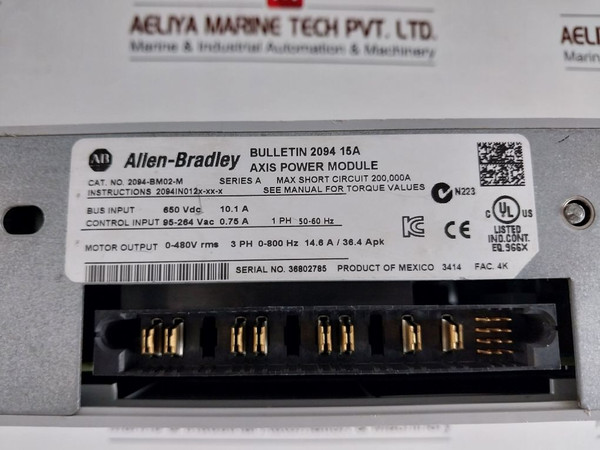 AELIYA MARINE TECH PVT. LTD.
Marine & Industrial Automation & Machinery
AELI
Marin
AB Allen-Bradley
BULLETIN 2094 15A
AXIS POWER MODULE
CAT. NO. 2094-BM02-M SERIES A MAX SHORT CIRCUIT 200,000A
INSTRUCTIONS 2094IN012x-xx-x SEE MANUAL FOR TORQUE VALUES
N223
BUS INPUT 650 Vdc 10.1 A
CONTROL INPUT 95-264 Vac 0.75 A 1 PH 50-60 Hz
MOTOR OUTPUT 0-480V rms 3 PH 0-800 Hz 14.6 A / 36.4 Apk
c UL US
LISTED
IND.CONT.
EQ.966X
SERIAL NO. 36802785 PRODUCT OF MEXICO 3414 FAC. 4K